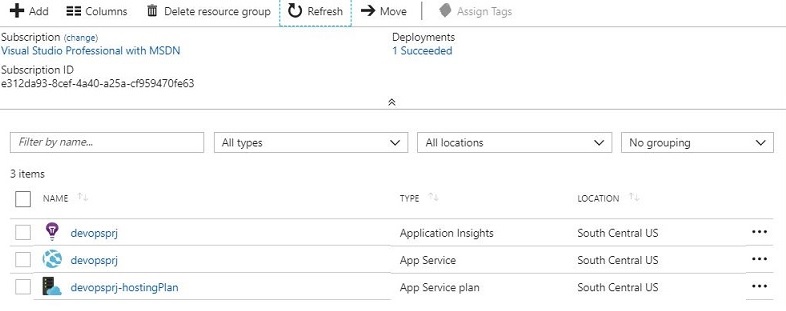 Add Columns Delete resource group Refresh Move Assign Tags
Subscription (change) Deployments
Visual Studio Professional with MSDN 1 Succeeded
Subscription ID
e312da93-8cef-4a40-a25a-cf959470fe63
Filter by name... All types All locations No grouping
3 items
NAME TYPE LOCATION
devopsprj Application Insights South Central US
devopsprj App Service South Central US
devopsprj-hostingPlan App Service plan South Central US